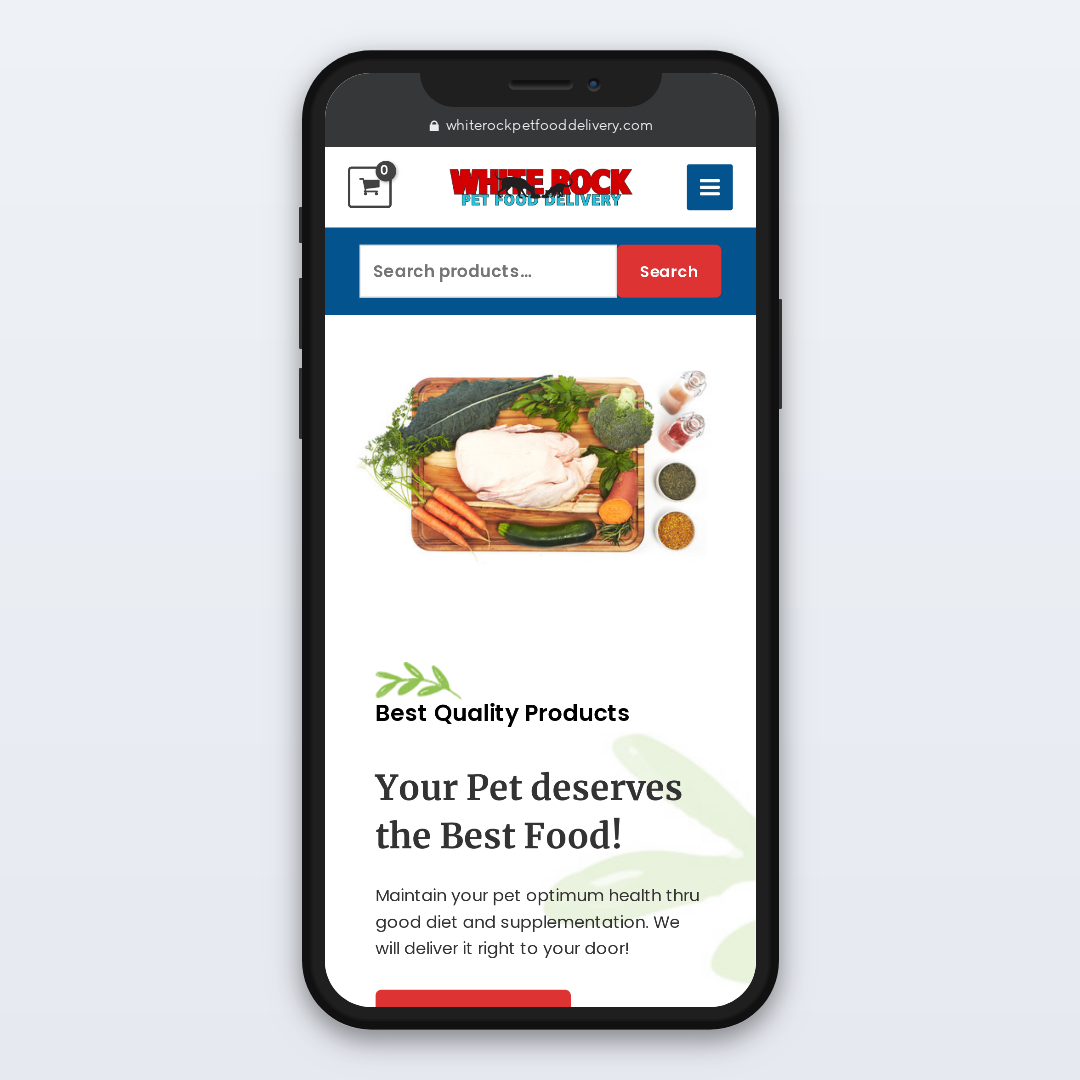 whiterockpetfooddelivery.com
0
WHITE ROCK
PET FOOD DELIVERY
Search products…
Search
Best Quality Products
Your Pet deserves
the Best Food!
Maintain your pet optimum health thru
good diet and supplementation. We
will deliver it right to your door!